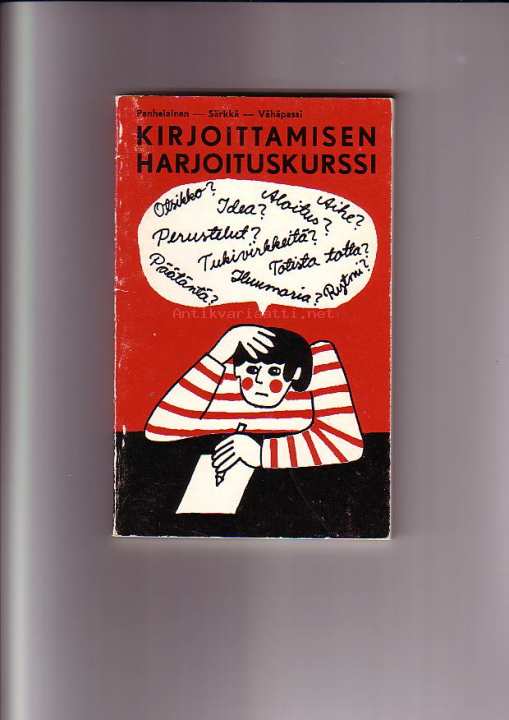 Penhelainen — Särkkä — Vähäpassi
KIRJOITTAMISEN
HARJOITUSKURSSI
Otsikko? Idea? Aloitus? Aihe?
Perustelut? Tukivirkkeitä?
Totista totta?
Päätäntä? Huumoria? Rytmi?
Antikvariaatti.net